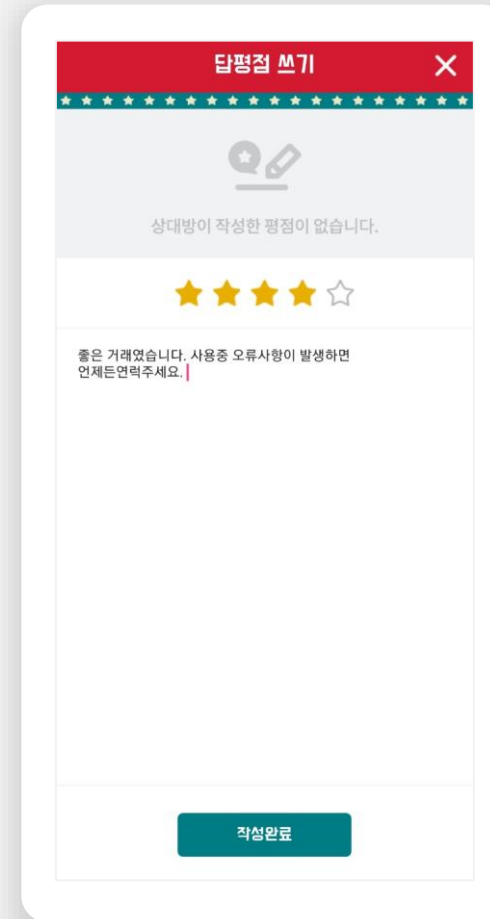 답평점 쓰기
상대방이 작성한 평점이 없습니다.
좋은 거래였습니다. 사용중 오류사항이 발생하면
언제든연럭주세요.
작성완료